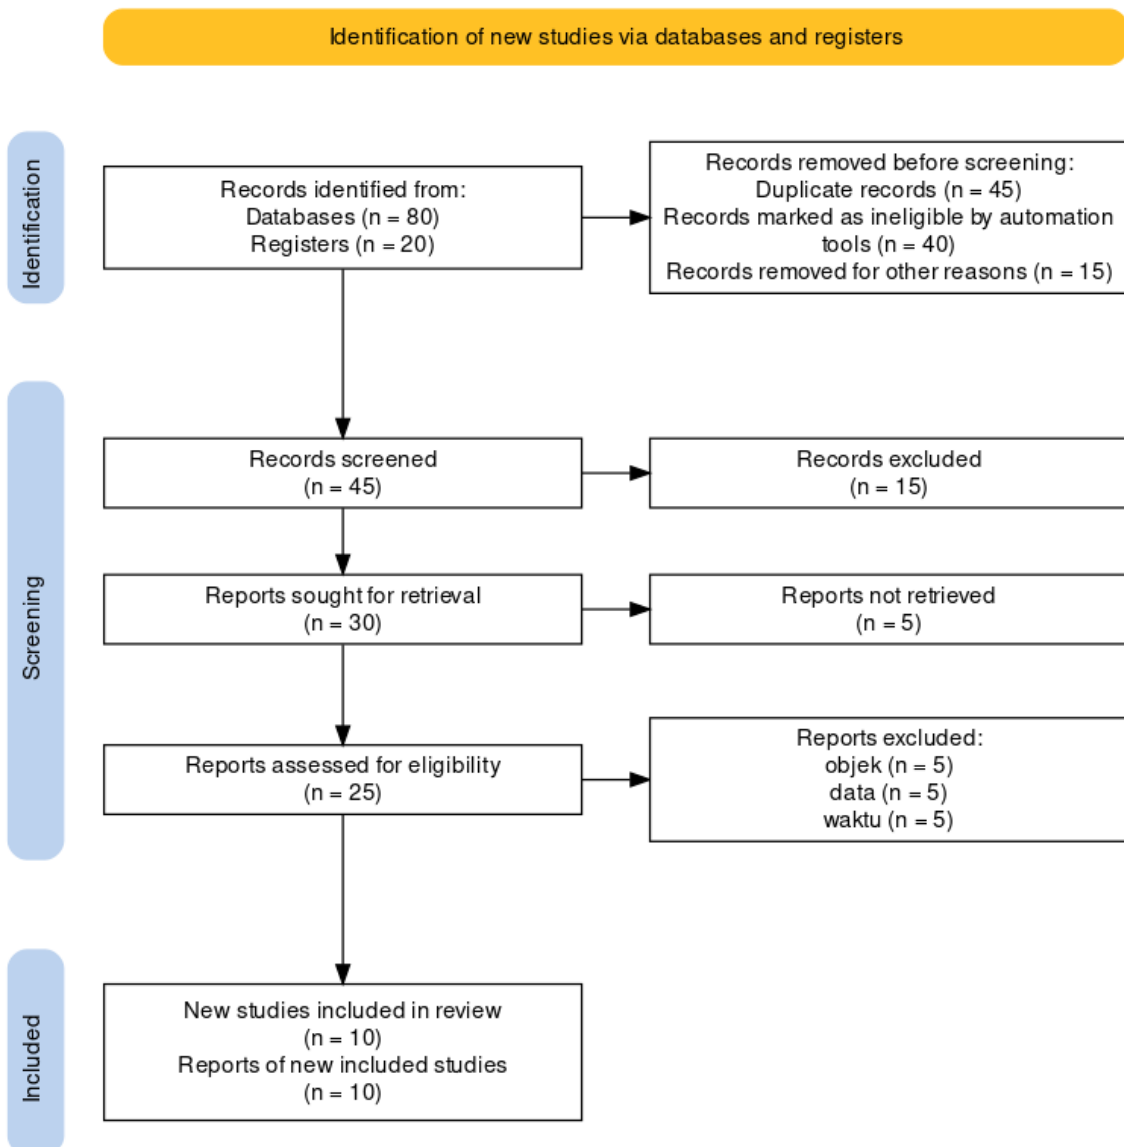 Identification of new studies via databases and registers
Identification
Records identified from:
Databases (n = 80)
Registers (n = 20)
Records removed before screening:
Duplicate records (n = 45)
Records marked as ineligible by automation
tools (n = 40)
Records removed for other reasons (n = 15)
Screening
Records screened
(n = 45)
Records excluded
(n = 15)
Reports sought for retrieval
(n = 30)
Reports not retrieved
(n = 5)
Reports assessed for eligibility
(n = 25)
Reports excluded:
objek (n = 5)
data (n = 5)
waktu (n = 5)
Included
New studies included in review
(n = 10)
Reports of new included studies
(n = 10)